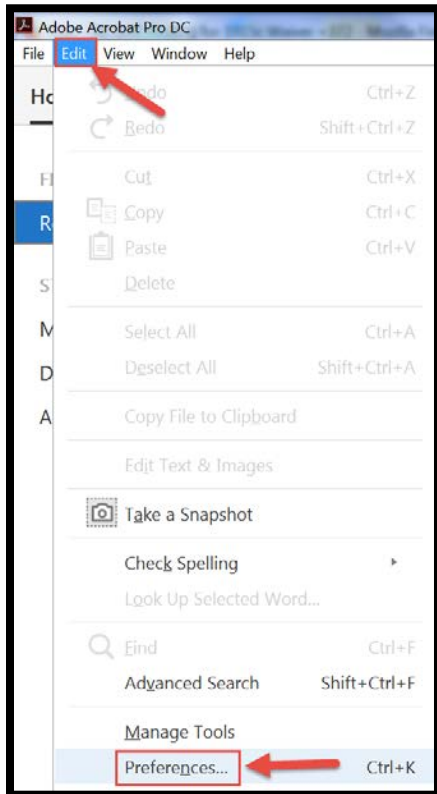 Adobe Acrobat Pro DC
File Edit View Window Help
Undo Ctrl+Z
Redo Shift+Ctrl+Z
Cut Ctrl+X
Copy Ctrl+C
Paste Ctrl+V
Delete
Select All Ctrl+A
Deselect All Shift+Ctrl+A
Copy File to Clipboard
Edit Text & Images
Take a Snapshot
Check Spelling
Look Up Selected Word...
Find Ctrl+F
Advanced Search Shift+Ctrl+F
Manage Tools
Preferences... Ctrl+K